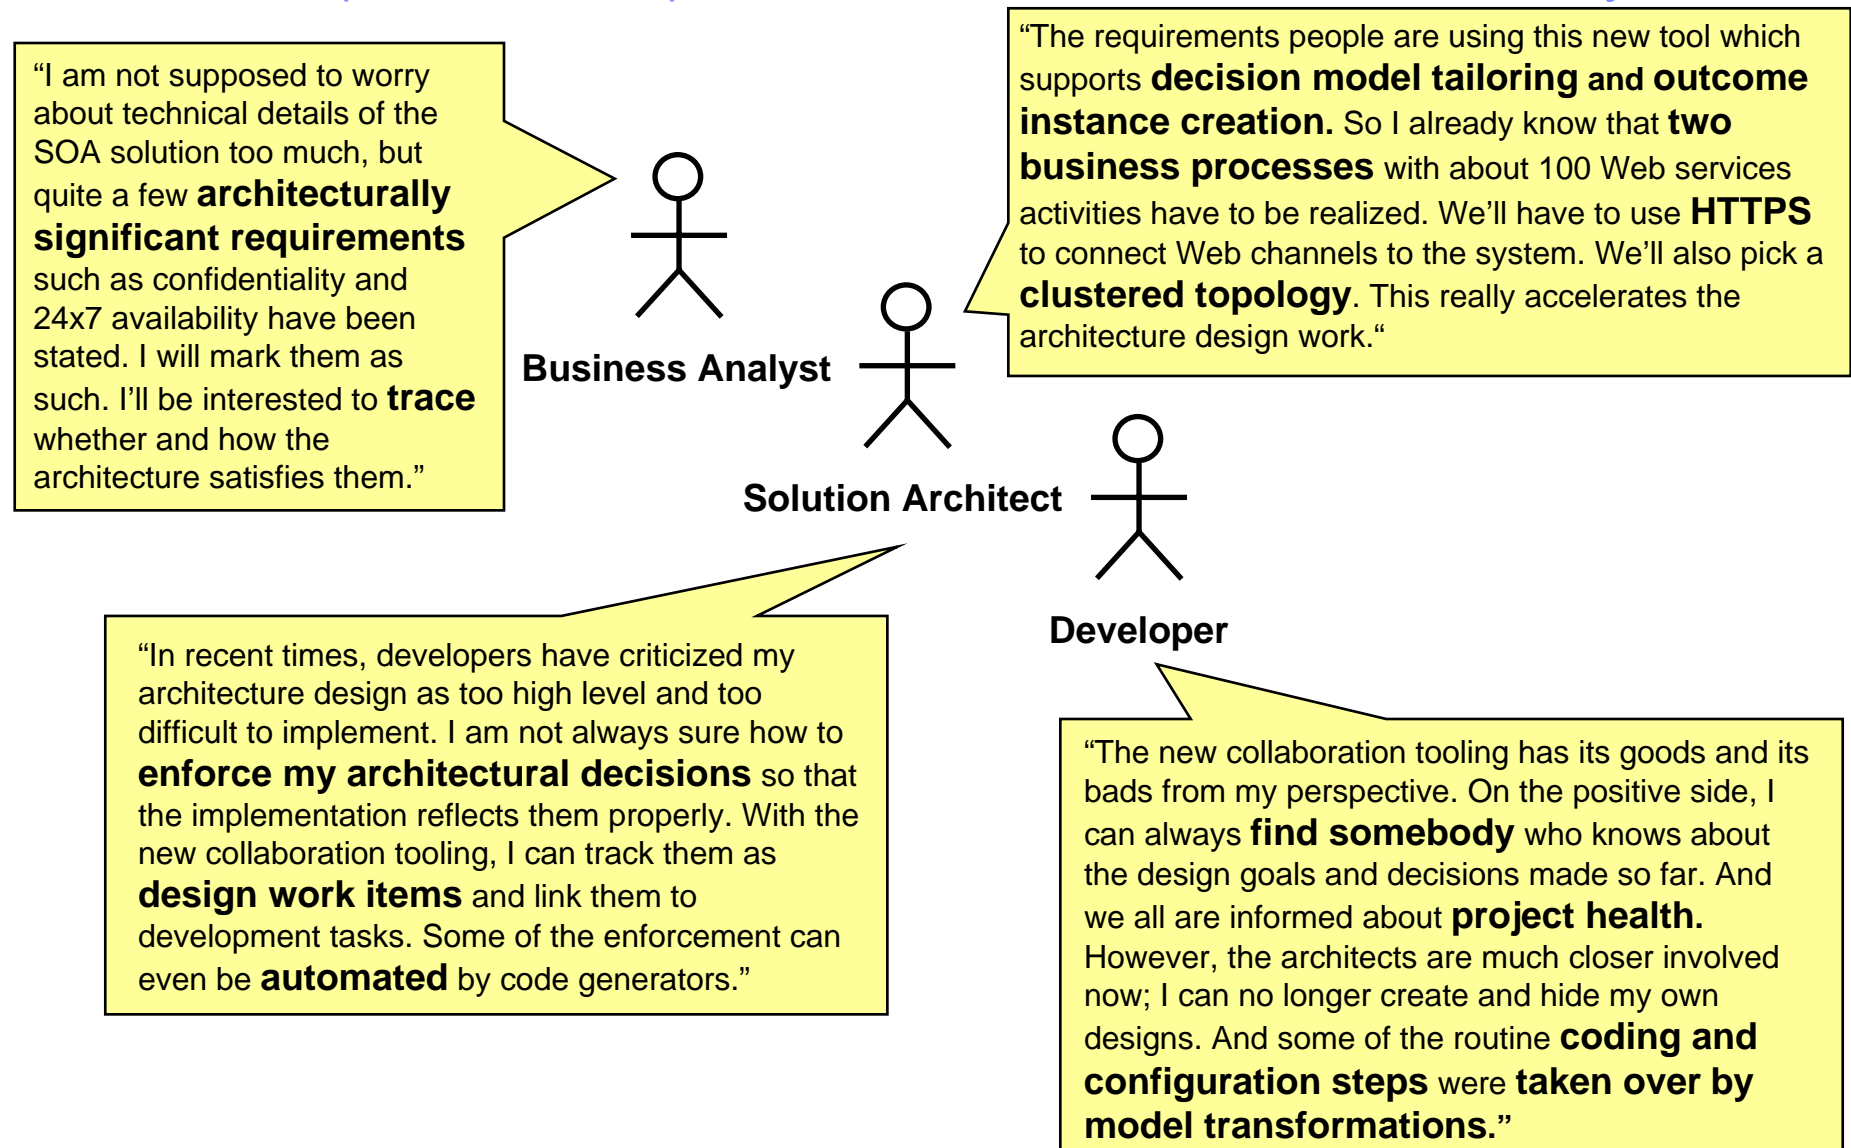 “I am not supposed to worry
about technical details of the
SOA solution too much, but
quite a few architecturally
significant requirements
such as confidentiality and
24x7 availability have been
stated. I will mark them as
such. I’ll be interested to trace
whether and how the
architecture satisfies them.”
“The requirements people are using this new tool which
supports decision model tailoring and outcome
instance creation. So I already know that two
business processes with about 100 Web services
activities have to be realized. We’ll have to use HTTPS
to connect Web channels to the system. We’ll also pick a
clustered topology. This really accelerates the
architecture design work.“
Business Analyst
Solution Architect
Developer
“In recent times, developers have criticized my
architecture design as too high level and too
difficult to implement. I am not always sure how to
enforce my architectural decisions so that
the implementation reflects them properly. With the
new collaboration tooling, I can track them as
design work items and link them to
development tasks. Some of the enforcement can
even be automated by code generators.”
“The new collaboration tooling has its goods and its
bads from my perspective. On the positive side, I
can always find somebody who knows about
the design goals and decisions made so far. And
we all are informed about project health.
However, the architects are much closer involved
now; I can no longer create and hide my own
designs. And some of the routine coding and
configuration steps were taken over by
model transformations.”